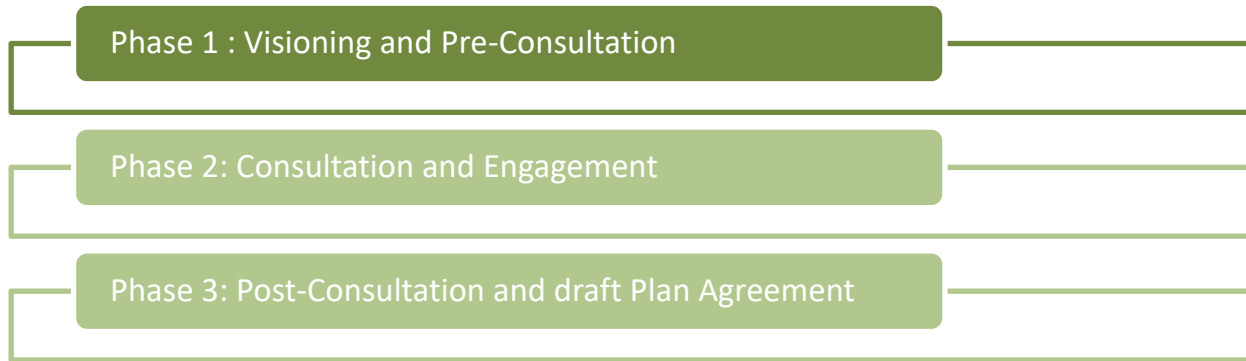 Phase 1 : Visioning and Pre-Consultation
Phase 2: Consultation and Engagement
Phase 3: Post-Consultation and draft Plan Agreement